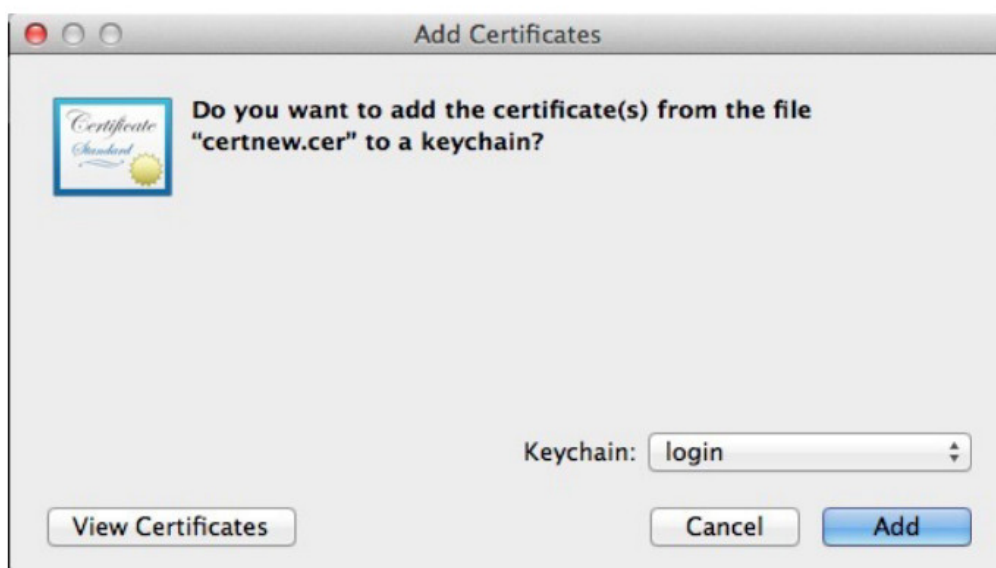 Add Certificates
Certificate
Standard
Do you want to add the certificate(s) from the file
“certnew.cer” to a keychain?
Keychain: login
View Certificates Cancel Add